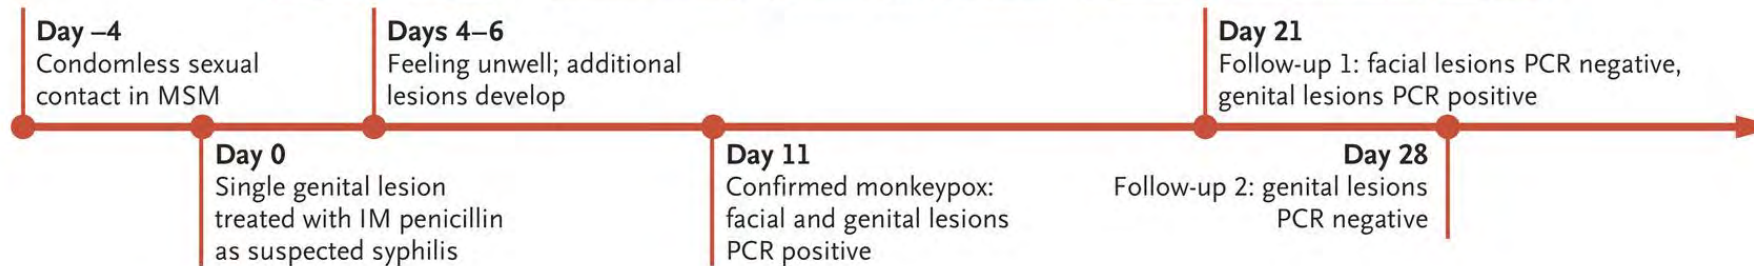 Day –4
Condomless sexual
contact in MSM
Day 0
Single genital lesion
treated with IM penicillin
as suspected syphilis
Days 4–6
Feeling unwell; additional
lesions develop
Day 11
Confirmed monkeypox:
facial and genital lesions
PCR positive
Day 21
Follow-up 1: facial lesions PCR negative,
genital lesions PCR positive
Day 28
Follow-up 2: genital lesions
PCR negative